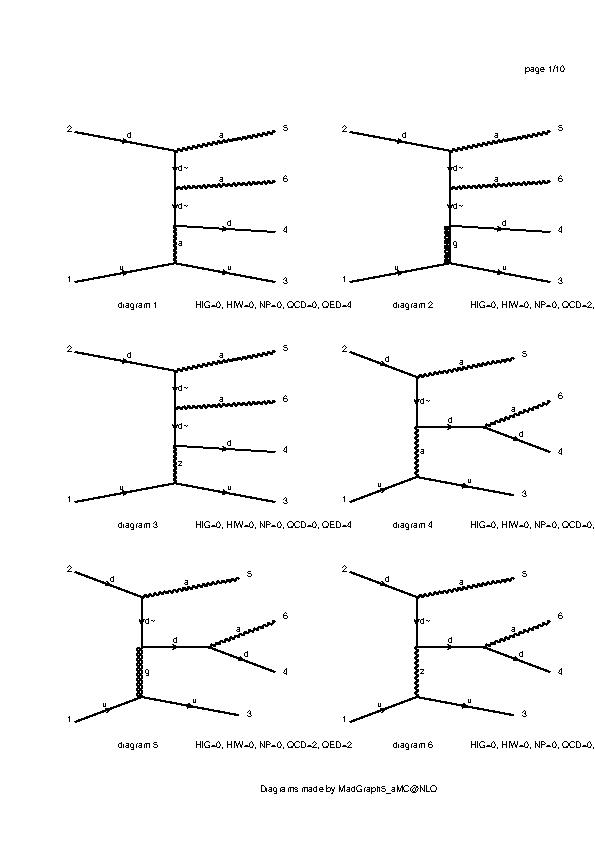 page 1/10
2 d a 5
d~
a 6
d~
d 4
a
1 u u 3
diagram 1 HIG=0, HIW=0, NP=0, QCD=0, QED=4
2 d a 5
d~
a 6
d~
d 4
g
1 u u 3
diagram 2 HIG=0, HIW=0, NP=0, QCD=2,
2 d a 5
d~
a 6
d~
d 4
z
1 u u 3
diagram 3 HIG=0, HIW=0, NP=0, QCD=0, QED=4
2 d a 5
d~
a 6
d
d 4
a
1 u u 3
diagram 4 HIG=0, HIW=0, NP=0, QCD=0,
2 d a 5
d~
a 6
d
d 4
g
1 u u 3
diagram 5 HIG=0, HIW=0, NP=0, QCD=2, QED=2
2 d a 5
d~
a 6
d
d 4
z
1 u u 3
diagram 6 HIG=0, HIW=0, NP=0, QCD=0,
Diagrams made by MadGraph5_aMC@NLO